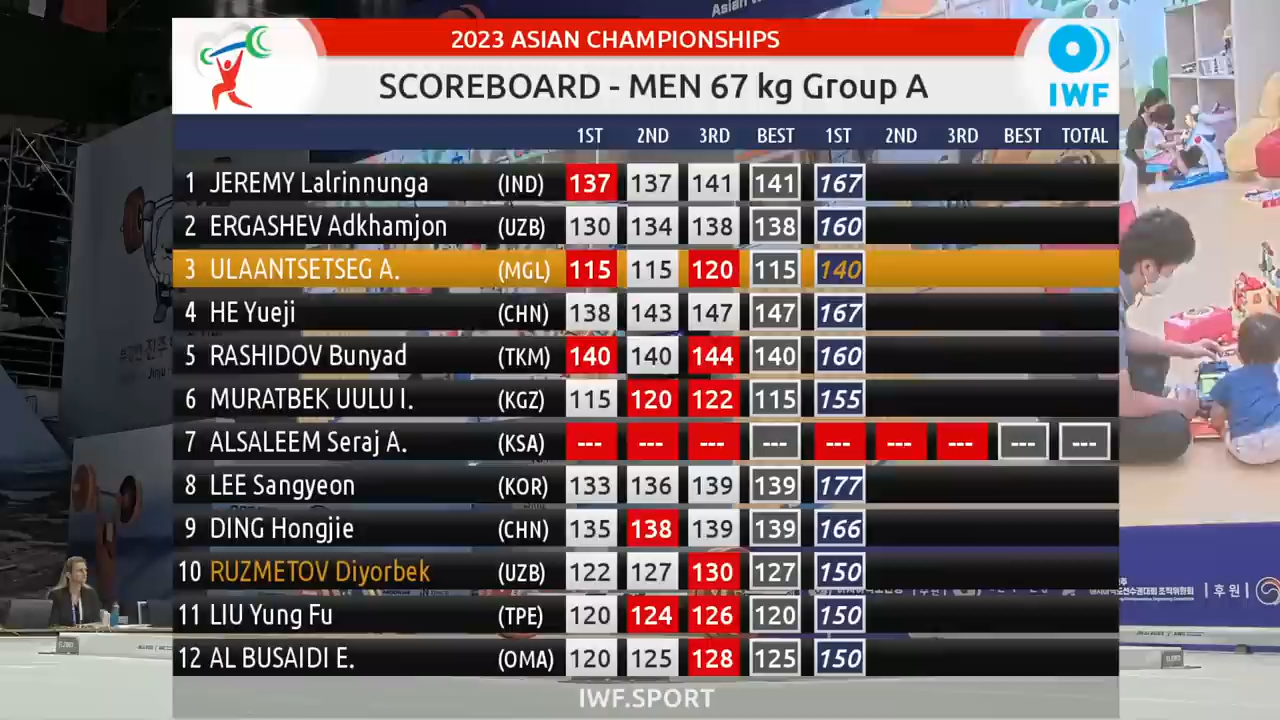 Asian
2023 ASIAN CHAMPIONSHIPS
SCOREBOARD - MEN 67 kg Group A
IWF
1ST 2ND 3RD BEST 1ST 2ND 3RD BEST TOTAL
1 JEREMY Lalrinnunga (IND) 137 137 141 141 167
2 ERGASHEV Adkhamjon (UZB) 130 134 138 138 160
3 ULAANTSETSEG A. (MGL) 115 115 120 115 140
4 HE Yueji (CHN) 138 143 147 147 167
5 RASHIDOV Bunyad (TKM) 140 140 144 140 160
6 MURATBEK UULU I. (KGZ) 115 120 122 115 155
7 ALSALEEM Seraj A. (KSA) --- --- --- --- --- --- --- --- ---
8 LEE Sangyeon (KOR) 133 136 139 139 177
9 DING Hongjie (CHN) 135 138 139 139 166
10 RUZMETOV Diyorbek (UZB) 122 127 130 127 150
11 LIU Yung Fu (TPE) 120 124 126 120 150
12 AL BUSAIDI E. (OMA) 120 125 128 125 150
후원
IWF.SPORT